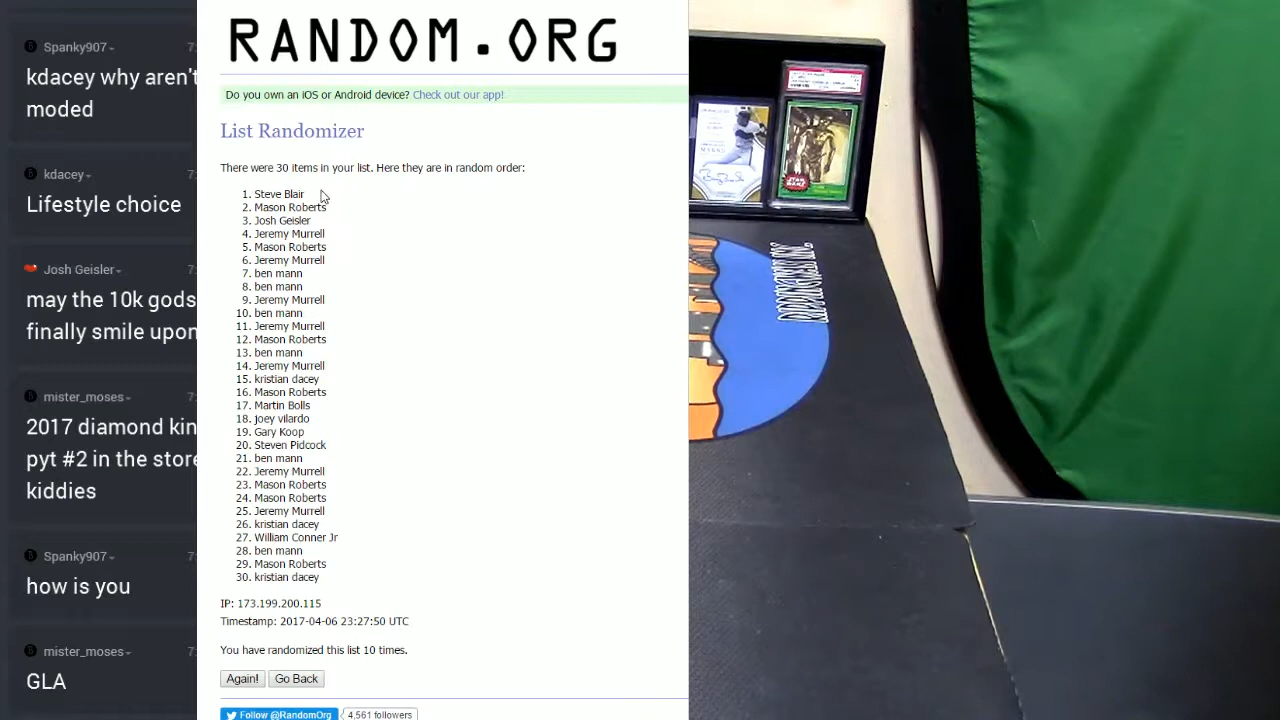 Spanky907
7:
kdacey why aren't
moded
kdacey
7:
Lifestyle choice
Josh Geisler
7:
may the 10k gods
finally smile upon
mister_moses
7:
2017 diamond kin
pyt #2 in the store
kiddies
Spanky907
7:
how is you
mister_moses
7:
GLA
RANDOM.ORG
Do you own an iOS or Android device? Check out our app!
List Randomizer
There were 30 items in your list. Here they are in random order:
1. Steve Blair
2. Mason Roberts
3. Josh Geisler
4. Jeremy Murrell
5. Mason Roberts
6. Jeremy Murrell
7. ben mann
8. ben mann
9. Jeremy Murrell
10. ben mann
11. Jeremy Murrell
12. Mason Roberts
13. ben mann
14. Jeremy Murrell
15. kristian dacey
16. Mason Roberts
17. Martin Bolls
18. joey vilardo
19. Gary Koop
20. Steven Pidcock
21. ben mann
22. Jeremy Murrell
23. Mason Roberts
24. Mason Roberts
25. Jeremy Murrell
26. kristian dacey
27. William Conner Jr
28. ben mann
29. Mason Roberts
30. kristian dacey
IP: 173.199.200.115
Timestamp: 2017-04-06 23:27:50 UTC
You have randomized this list 10 times.
Again!
Go Back
Follow @RandomOrg
4,561 followers
STAR
WARS